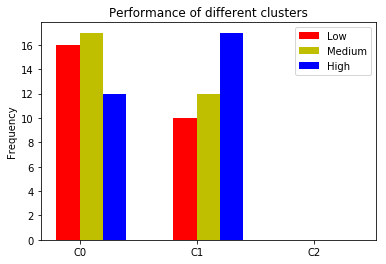 Performance of different clusters
Low
Medium
High
Frequency
16
14
12
10
8
6
4
2
0
C0 C1 C2